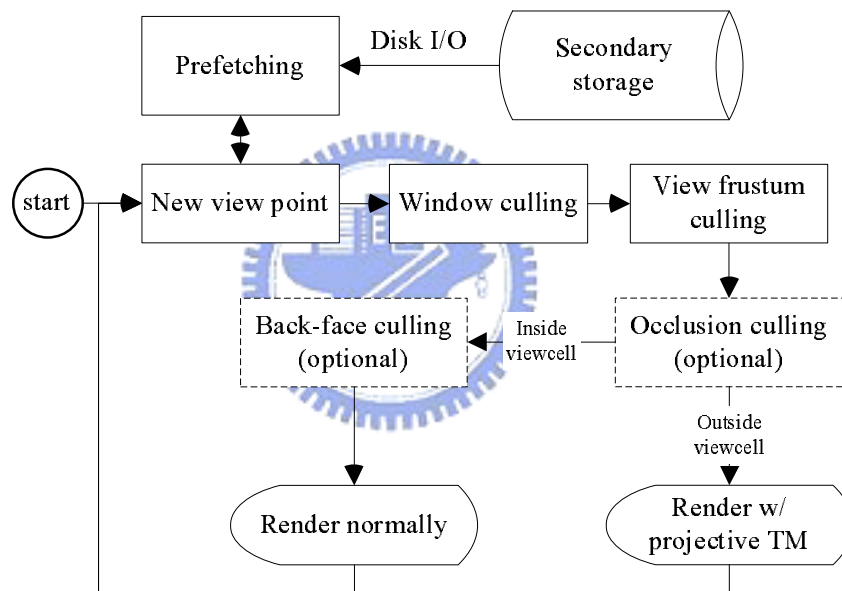 Disk I/O
Prefetching
Secondary
storage
start
New view point
Window culling
View frustum
culling
Back-face culling
(optional)
Inside
viewcell
Occlusion culling
(optional)
Outside
viewcell
Render normally
Render w/
projective TM